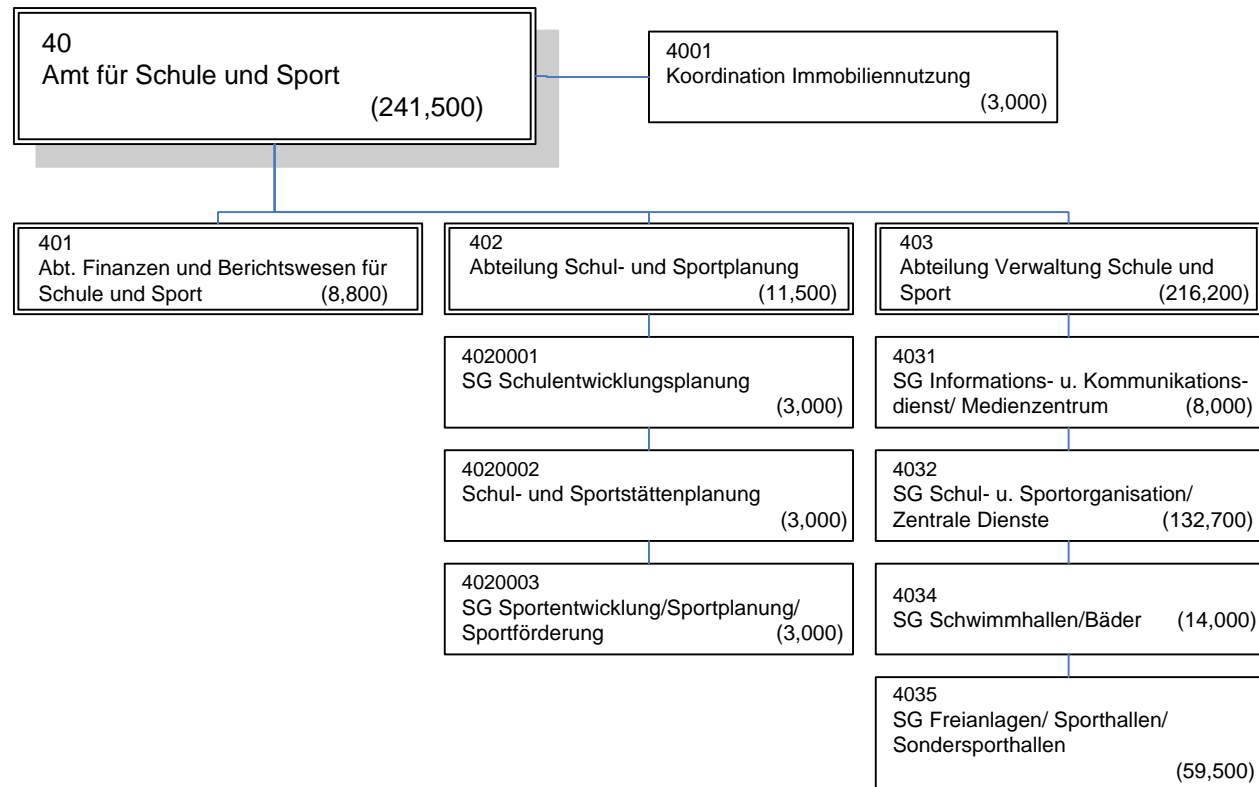 40
Amt für Schule und Sport
(241,500)
4001
Koordination Immobiliennutzung
(3,000)
401
Abt. Finanzen und Berichtswesen für
Schule und Sport (8,800)
402
Abteilung Schul- und Sportplanung
(11,500)
403
Abteilung Verwaltung Schule und
Sport (216,200)
4020001
SG Schulentwicklungsplanung
(3,000)
4020002
Schul- und Sportstättenplanung
(3,000)
4020003
SG Sportentwicklung/Sportplanung/
Sportförderung (3,000)
4031
SG Informations- u. Kommunikations-
dienst/ Medienzentrum (8,000)
4032
SG Schul- u. Sportorganisation/
Zentrale Dienste (132,700)
4034
SG Schwimmhallen/Bäder (14,000)
4035
SG Freianlagen/ Sporthallen/
Sondersporthallen
(59,500)